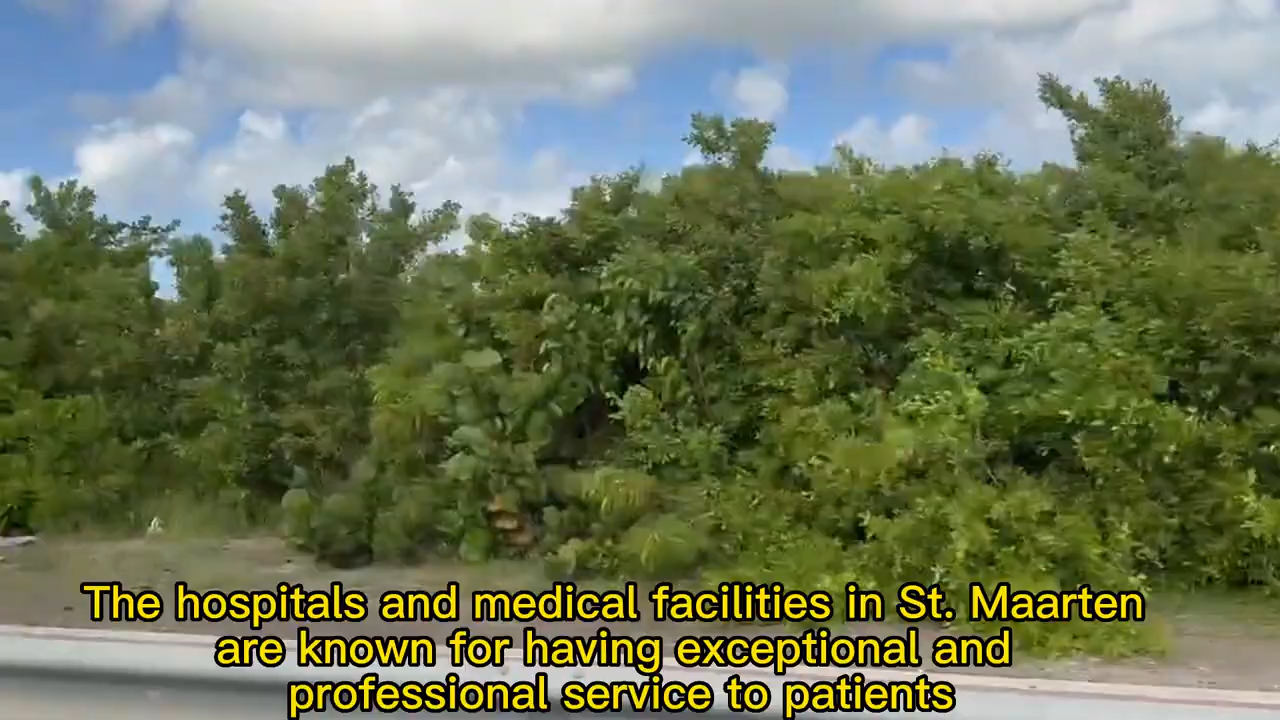 The hospitals and medical facilities in St. Maarten
are known for having exceptional and
professional service to patients